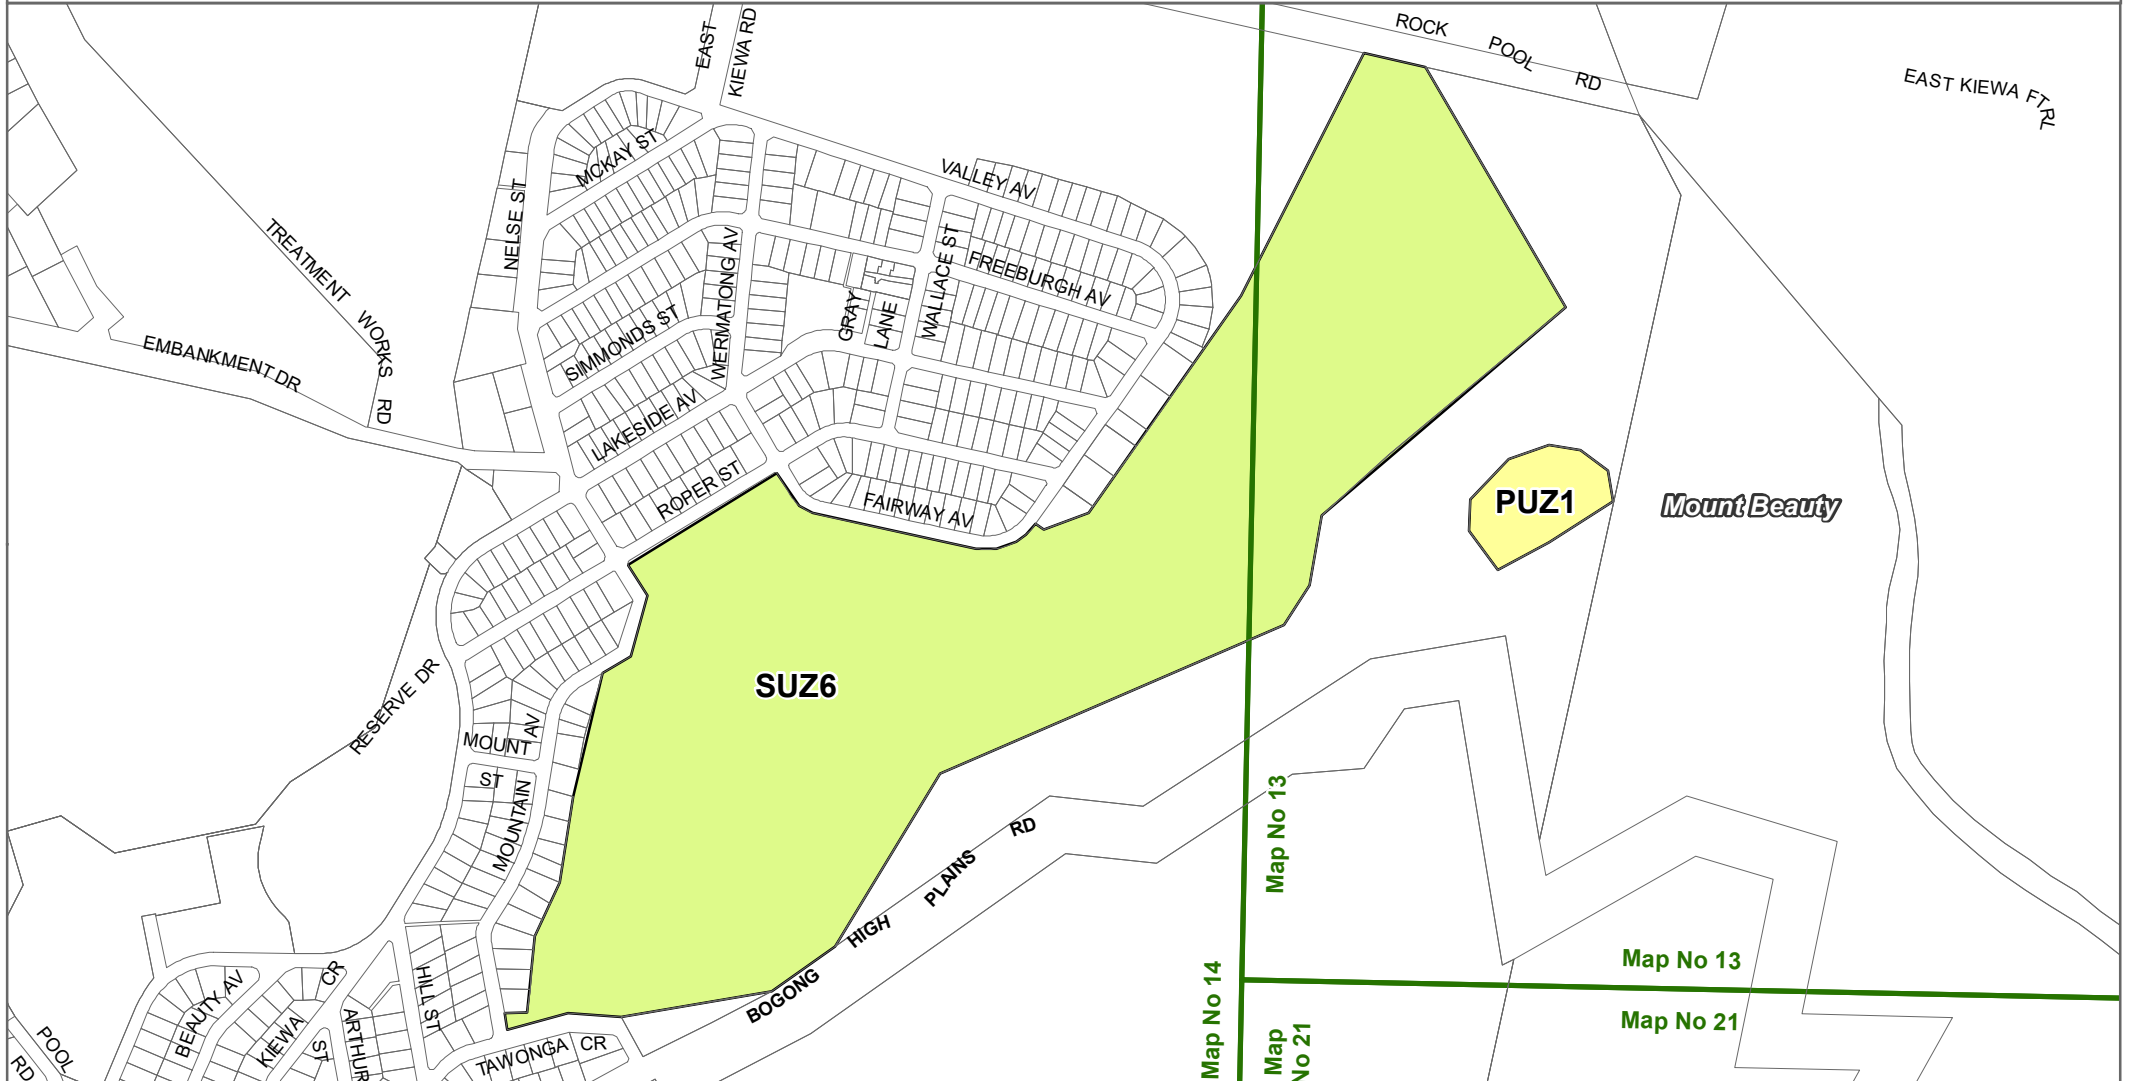 EAST
KIEWA RD
ROCK POOL RD
EAST KIEWA FT TRL
MCKAY ST
VALLEY AV
NELSE ST
TREATMENT WORKS RD
WERMATONG AV
WALLACE ST
FREEBURGH AV
GRAY
LANE
SIMMONDS ST
EMBANKMENT DR
LAKESIDE AV
ROPER ST
FAIRWAY AV
PUZ1
Mount Beauty
SUZ6
RESERVE DR
MOUNT
ST
MOUNTAIN AV
BOGONG HIGH PLAINS RD
Map No 13
Map No 14
Map No 13
Map No 21
Map
No 21
HILL ST
BEAUTY AV
KIEWA CR
ARTHUR
ST
TAWONGA CR
POOL
RD